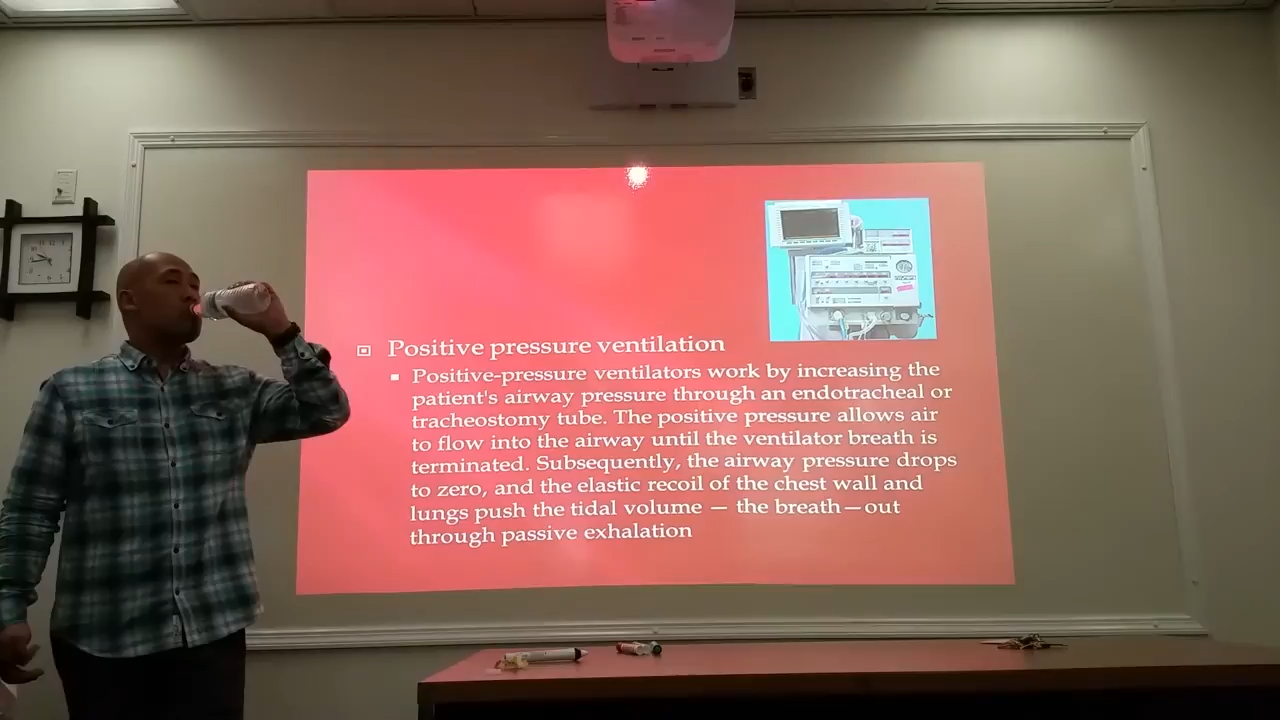 Positive pressure ventilation
Positive-pressure ventilators work by increasing the
patient's airway pressure through an endotracheal or
tracheostomy tube. The positive pressure allows air
to flow into the airway until the ventilator breath is
terminated. Subsequently, the airway pressure drops
to zero, and the elastic recoil of the chest wall and
lungs push the tidal volume — the breath—out
through passive exhalation